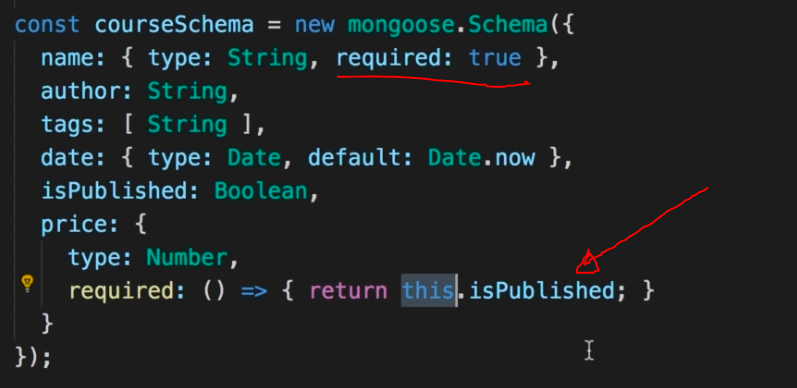 const courseSchema = new mongoose.Schema({
  name: { type: String, required: true },
  author: String,
  tags: [ String ],
  date: { type: Date, default: Date.now },
  isPublished: Boolean,
  price: {
    type: Number,
    required: () => { return this.isPublished; }
  }
});